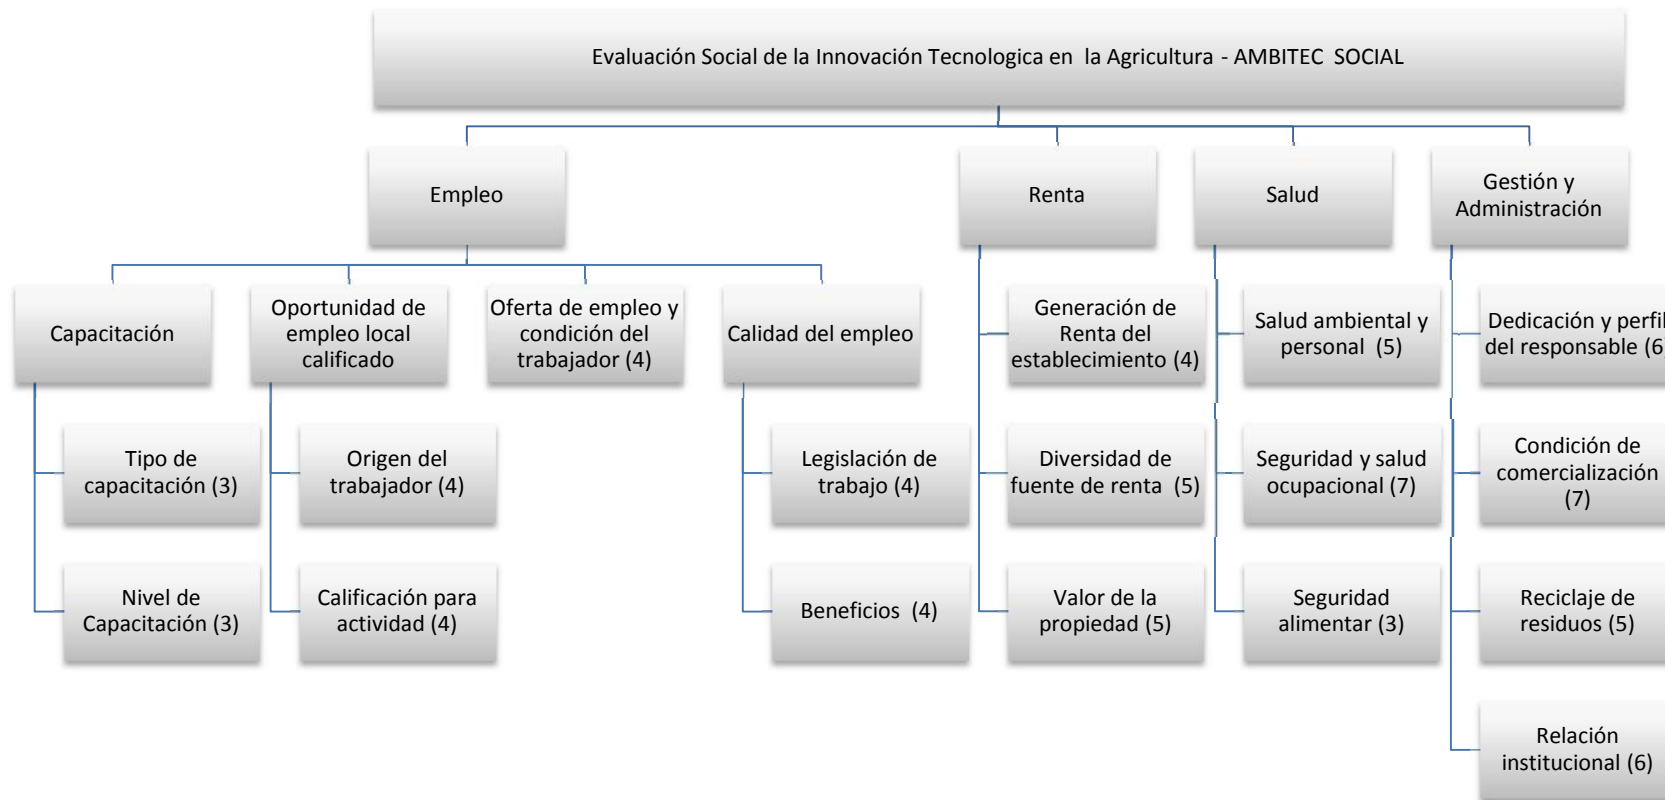 Evaluación Social de la Innovación Tecnologica en la Agricultura - AMBITEC SOCIAL
Empleo
Renta
Salud
Gestión y
Administración
Capacitación
Oportunidad de
empleo local
calificado
Oferta de empleo y
condición del
trabajador (4)
Calidad del empleo
Generación de
Renta del
establecimiento (4)
Salud ambiental y
personal (5)
Dedicación y perfil
del responsable (6
Tipo de
capacitación (3)
Origen del
trabajador (4)
Legislación de
trabajo (4)
Diversidad de
fuente de renta (5)
Seguridad y salud
ocupacional (7)
Condición de
comercialización
(7)
Nivel de
Capacitación (3)
Calificación para
actividad (4)
Beneficios (4)
Valor de la
propiedad (5)
Seguridad
alimentar (3)
Reciclaje de
residuos (5)
Relación
institucional (6)